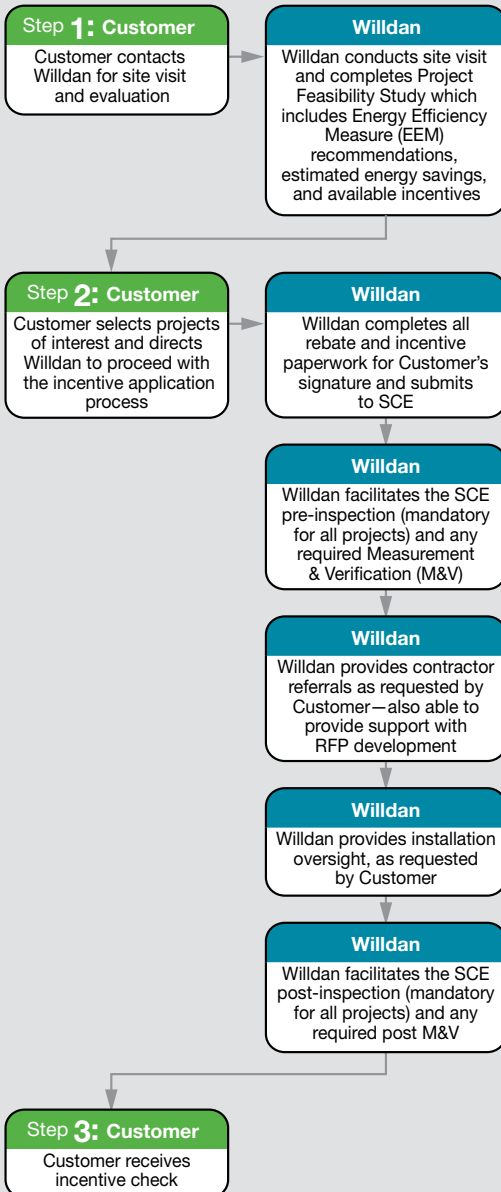 Step 1: Customer
Customer contacts
Willdan for site visit
and evaluation
Willdan
Willdan conducts site visit
and completes Project
Feasibility Study which
includes Energy Efficiency
Measure (EEM)
recommendations,
estimated energy savings,
and available incentives
Step 2: Customer
Customer selects projects
of interest and directs
Willdan to proceed with
the incentive application
process
Willdan
Willdan completes all
rebate and incentive
paperwork for Customer’s
signature and submits
to SCE
Willdan
Willdan facilitates the SCE
pre-inspection (mandatory
for all projects) and any
required Measurement
& Verification (M&V)
Willdan
Willdan provides contractor
referrals as requested by
Customer—also able to
provide support with
RFP development
Willdan
Willdan provides installation
oversight, as requested
by Customer
Willdan
Willdan facilitates the SCE
post-inspection (mandatory
for all projects) and any
required post M&V
Step 3: Customer
Customer receives
incentive check